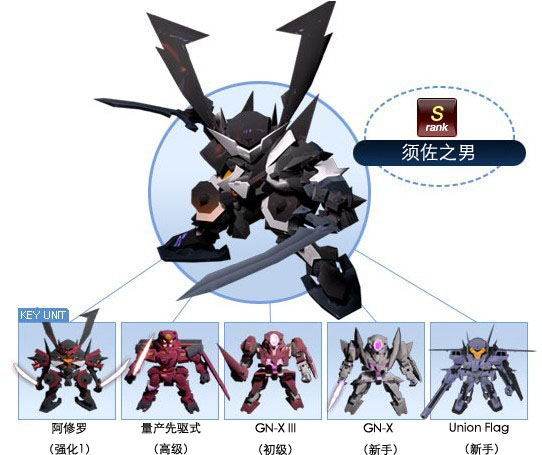 S
rank
须佐之男
KEY UNIT
阿修罗
(强化1)
量产先驱式
(高级)
GN-X III
(初级)
GN-X
(新手)
Union Flag
(新手)